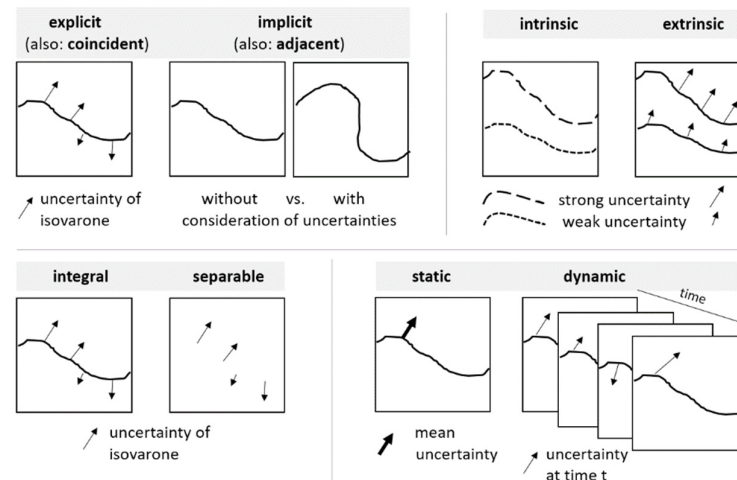 explicit
(also: coincident)
implicit
(also: adjacent)
uncertainty of
isovarone
without vs. with
consideration of uncertainties
intrinsic extrinsic
strong uncertainty
weak uncertainty
integral separable
uncertainty of
isovarone
static dynamic
time
mean
uncertainty
uncertainty
at time t